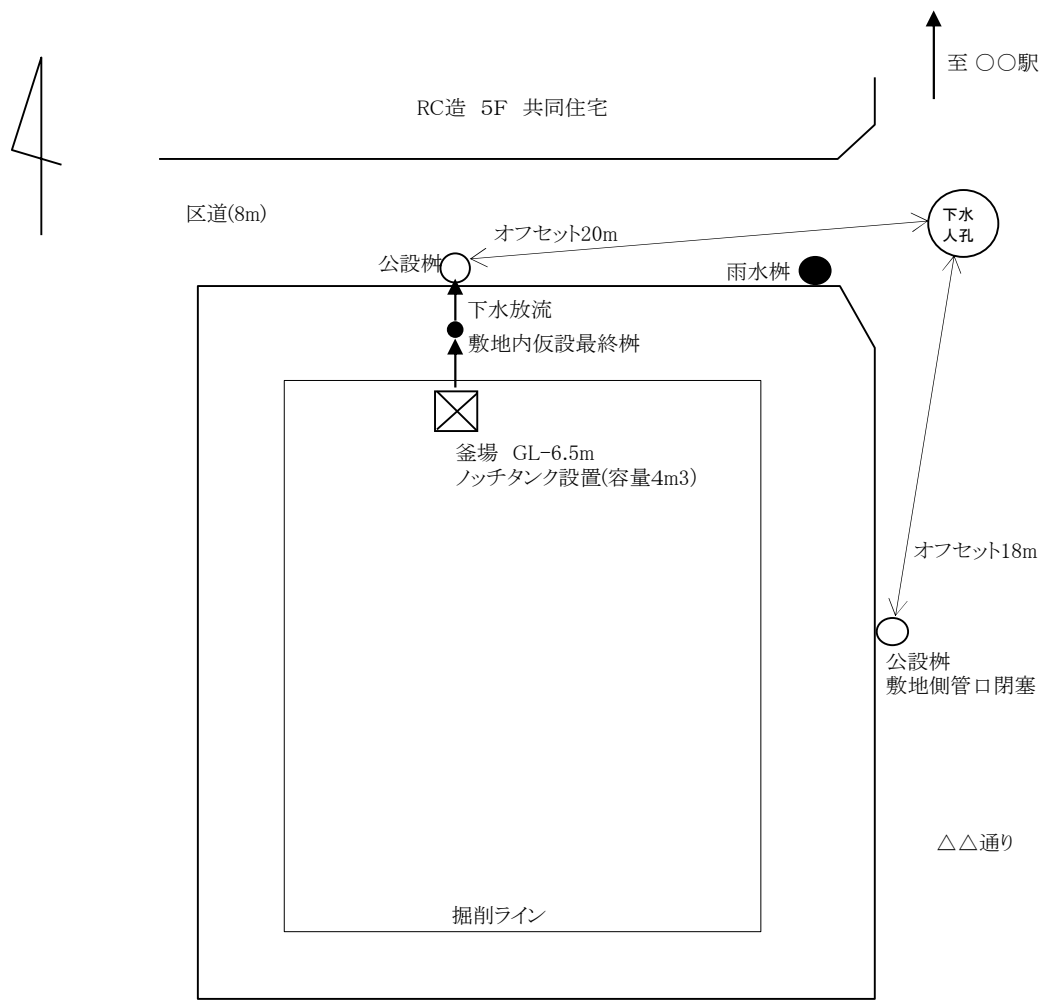 至 ○○駅
RC造 5F 共同住宅
区道(8m)
下水
人孔
オフセット20m
公設桝
雨水桝
下水放流
敷地内仮設最終桝
釜場 GL-6.5m
ノッチタンク設置(容量4m3)
オフセット18m
公設桝
敷地側管口閉塞
△△通り
掘削ライン